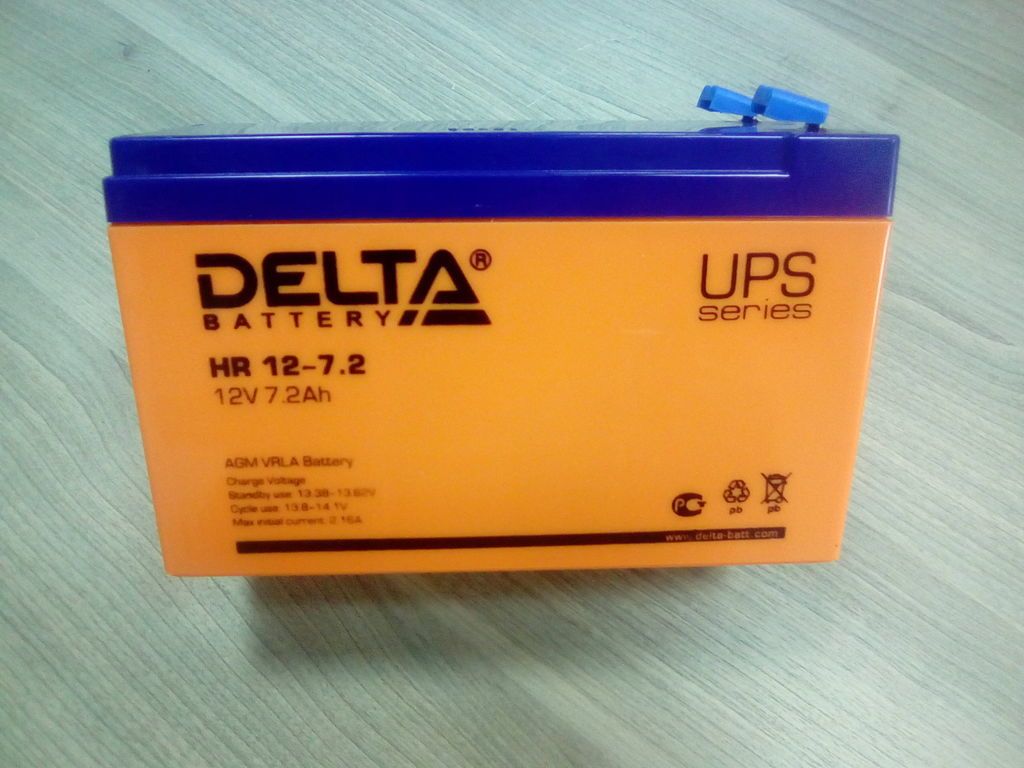 DELTA®
BATTERY
UPS
series
HR 12-7.2
12V 7.2Ah
AGM VRLA Battery
Charge Voltage
Standby use: 13.38-13.62V
Cycle use: 13.8-14.1V
Max initial current: 2.16A
pb pb
www.delta-batt.com